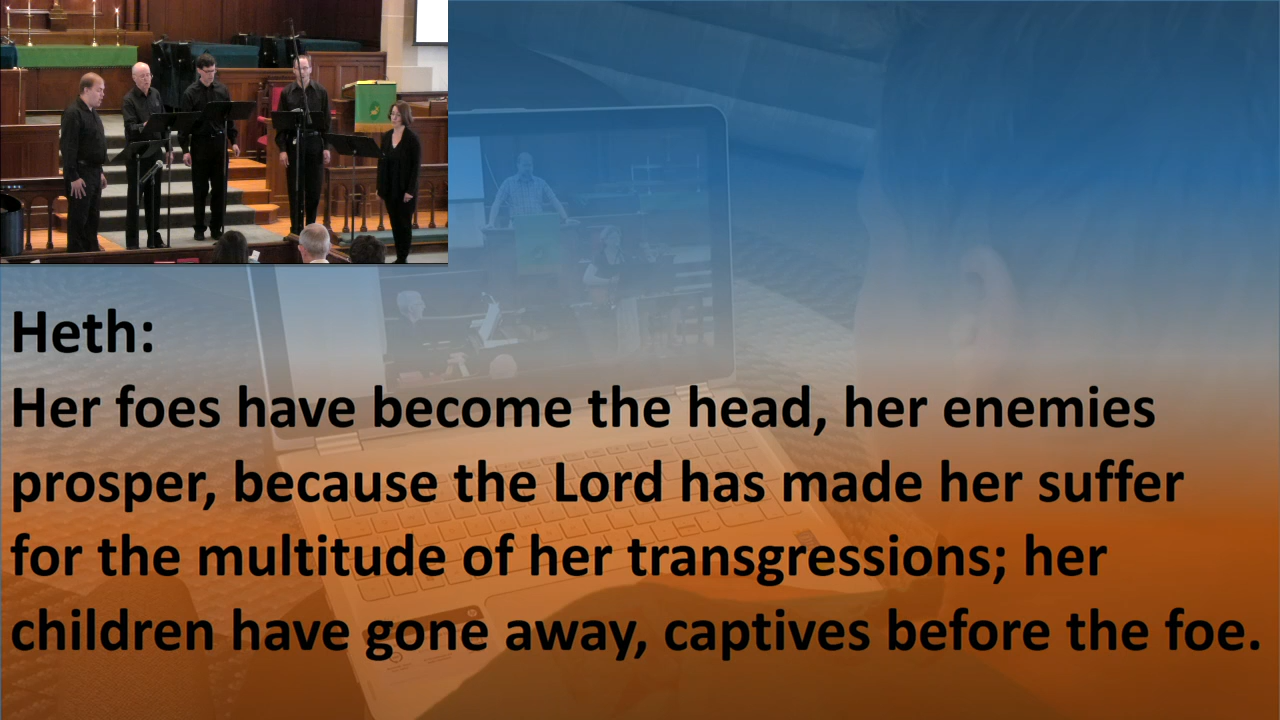 Heth:
Her foes have become the head, her enemies
prosper, because the Lord has made her suffer
for the multitude of her transgressions; her
children have gone away, captives before the foe.